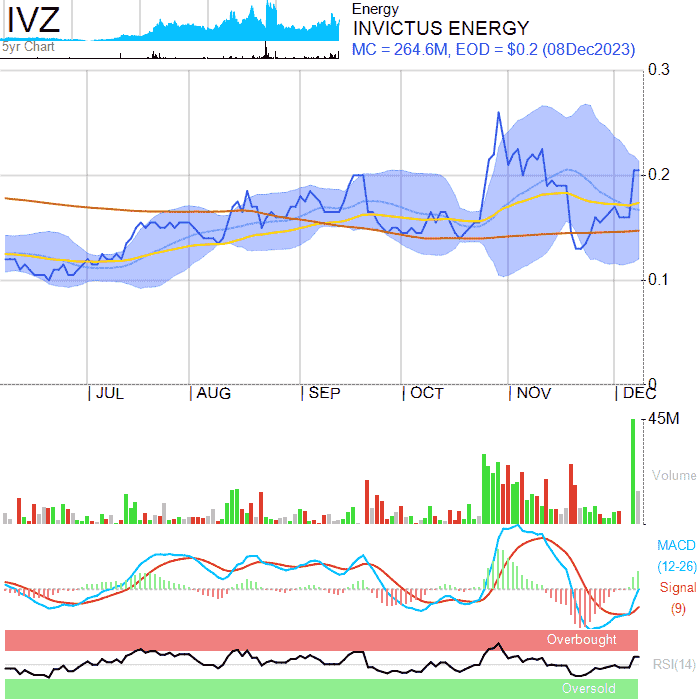 IVZ
5yr Chart
Energy
INVICTUS ENERGY
MC = 264.6M, EOD = $0.2 (08Dec2023)
0.3
0.2
0.1
0
JUL AUG SEP OCT NOV DEC
45M
Volume
MACD
(12-26)
Signal
(9)
Overbought
RSI(14)
Oversold